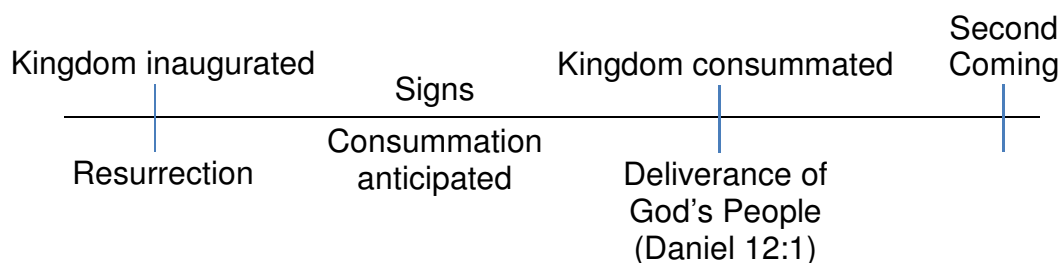 Second
Coming
Kingdom inaugurated
Kingdom consummated
Signs
Consummation
anticipated
Resurrection
Deliverance of
God's People
(Daniel 12:1)